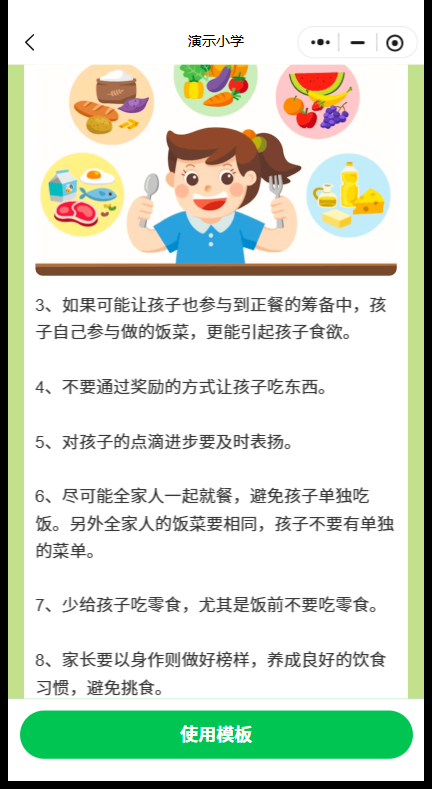 演示小学
3、如果可能让孩子也参与到正餐的筹备中，孩
子自己参与做的饭菜，更能引起孩子食欲。
4、不要通过奖励的方式让孩子吃东西。
5、对孩子的点滴进步要及时表扬。
6、尽可能全家人一起就餐，避免孩子单独吃
饭。另外全家人的饭菜要相同，孩子不要有单独
的菜单。
7、少给孩子吃零食，尤其是饭前不要吃零食。
8、家长要以身作则做好榜样，养成良好的饮食
习惯，避免挑食。
使用模板